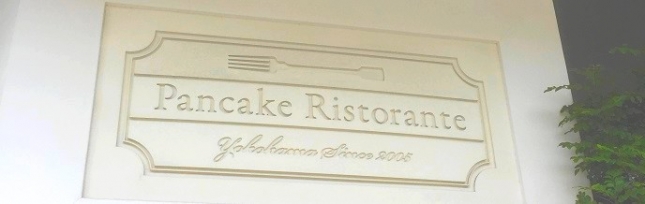 Pancake Ristorante
Yokohama Since 2005